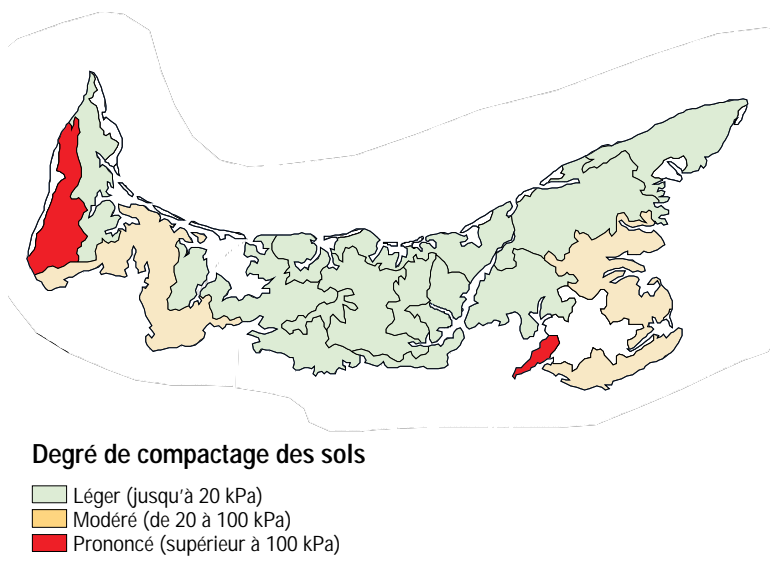 Degré de compactage des sols
Léger (jusqu'à 20 kPa)
Modéré (de 20 à 100 kPa)
Prononcé (supérieur à 100 kPa)